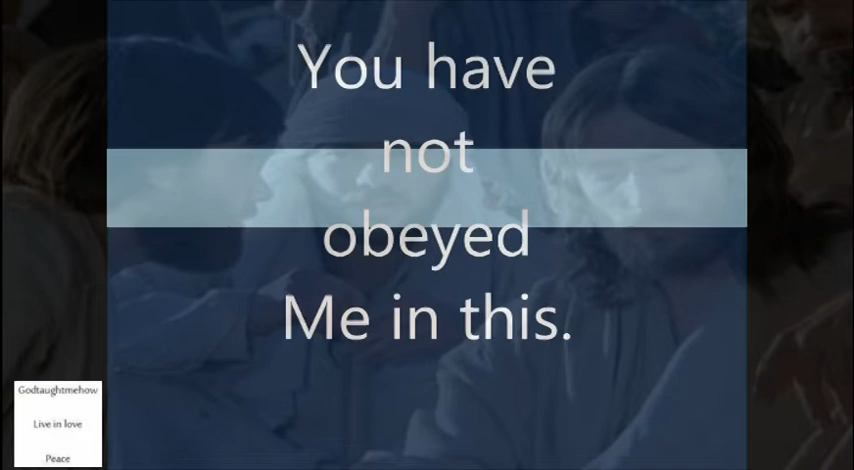 You have
not
obeyed
Me in this.
Godtaughtmehow
Live in love
Peace